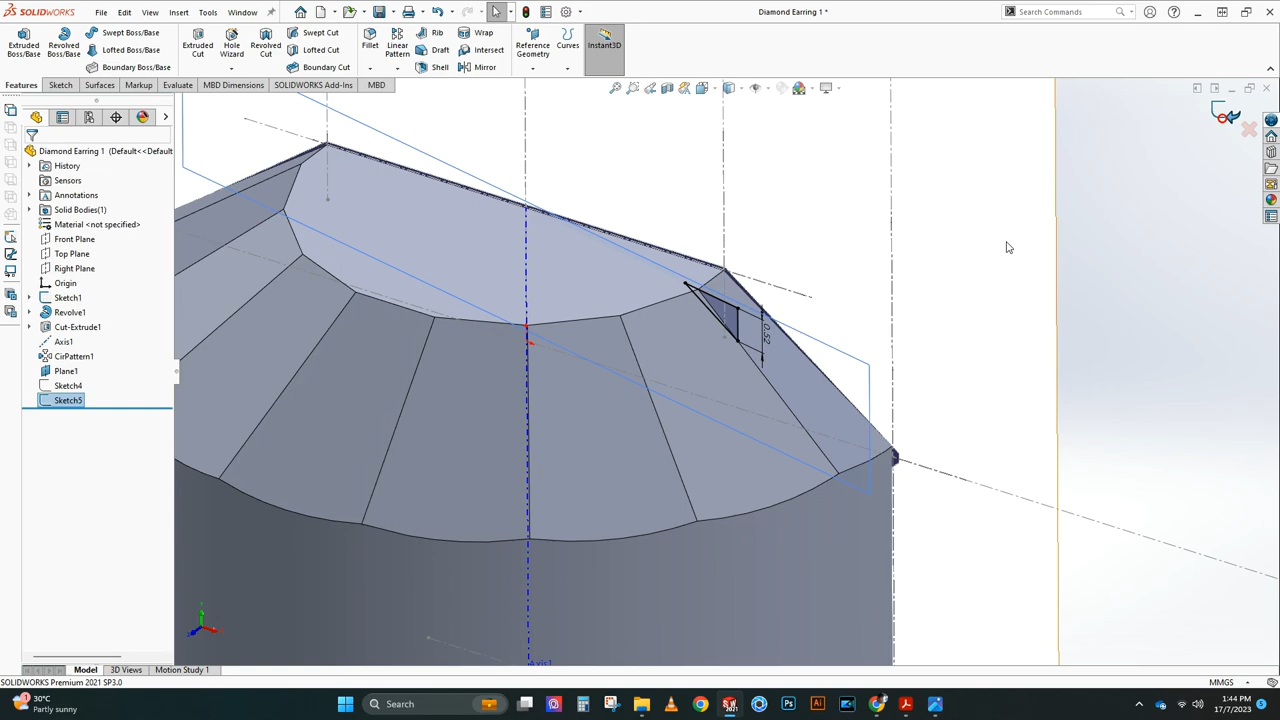 SOLIDWORKS File Edit View Insert Tools Window Diamond Earring 1 * Search Commands
Extruded Boss/Base Revolved Boss/Base Swept Boss/Base Lofted Boss/Base Boundary Boss/Base Extruded Cut Hole Wizard Revolved Cut Swept Cut Lofted Cut Boundary Cut Fillet Linear Pattern Rib Draft Shell Wrap Intersect Mirror Reference Geometry Curves Instant3D
Features Sketch Surfaces Markup Evaluate MBD Dimensions SOLIDWORKS Add-Ins MBD
Diamond Earring 1 (Default<<Default
History
Sensors
Annotations
Solid Bodies(1)
Material <not specified>
Front Plane
Top Plane
Right Plane
Origin
Sketch1
Revolve1
Cut-Extrude1
Axis1
CirPattern1
Plane1
Sketch4
Sketch5
0.52
Axis1
Model 3D Views Motion Study 1
SOLIDWORKS Premium 2021 SP3.0 MMGS
30°C
Partly sunny
Search
1:44 PM
17/7/2023